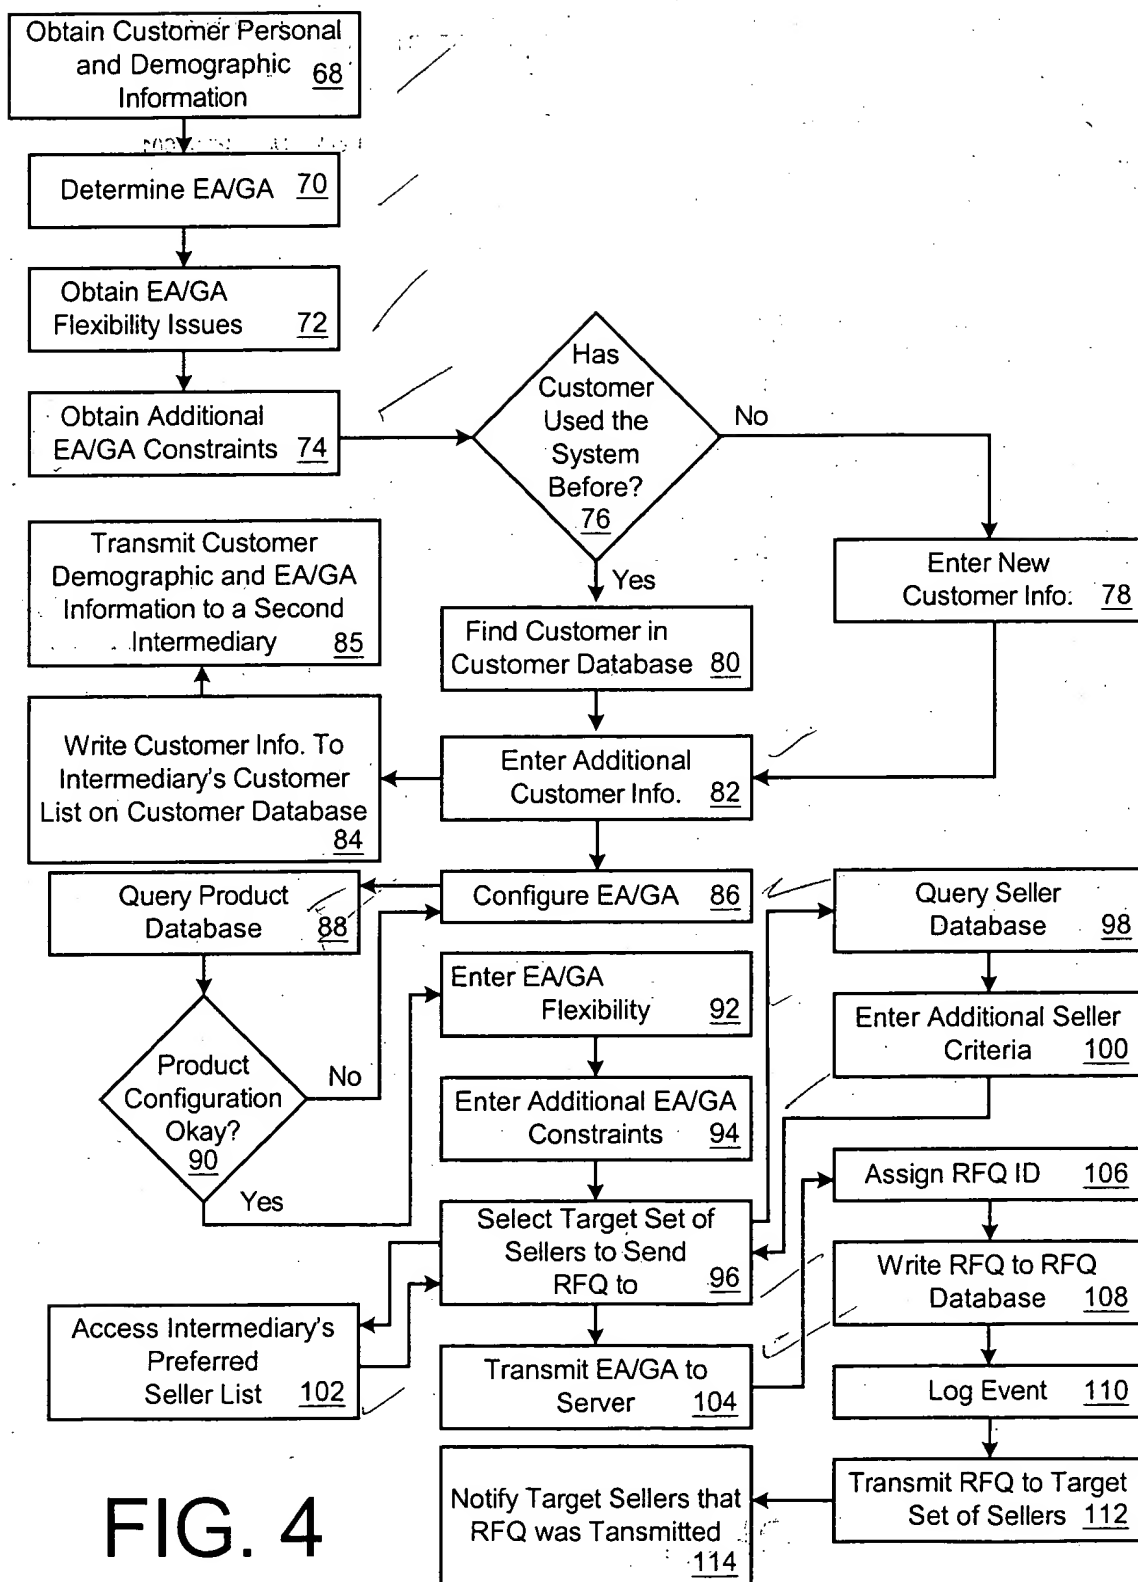 Obtain Customer Personal
and Demographic
Information
68
Determine EA/GA 70
Obtain EA/GA
Flexibility Issues 72
Obtain Additional
EA/GA Constraints 74
Has
Customer
Used the
System
Before?
76
No
Yes
Enter New
Customer Info. 78
Find Customer in
Customer Database 80
Transmit Customer
Demographic and EA/GA
Information to a Second
Intermediary 85
Enter Additional
Customer Info. 82
Write Customer Info. To
Intermediary's Customer
List on Customer Database
84
Configure EA/GA 86
Query Product
Database 88
Product
Configuration
Okay?
90
No
Yes
Enter EA/GA
Flexibility 92
Enter Additional EA/GA
Constraints 94
Select Target Set of
Sellers to Send
RFQ to 96
Query Seller
Database 98
Enter Additional Seller
Criteria 100
Access Intermediary's
Preferred
Seller List 102
Transmit EA/GA to
Server 104
Assign RFQ ID 106
Write RFQ to RFQ
Database 108
Log Event 110
Transmit RFQ to Target
Set of Sellers 112
Notify Target Sellers that
RFQ was Tansmitted
114
FIG. 4